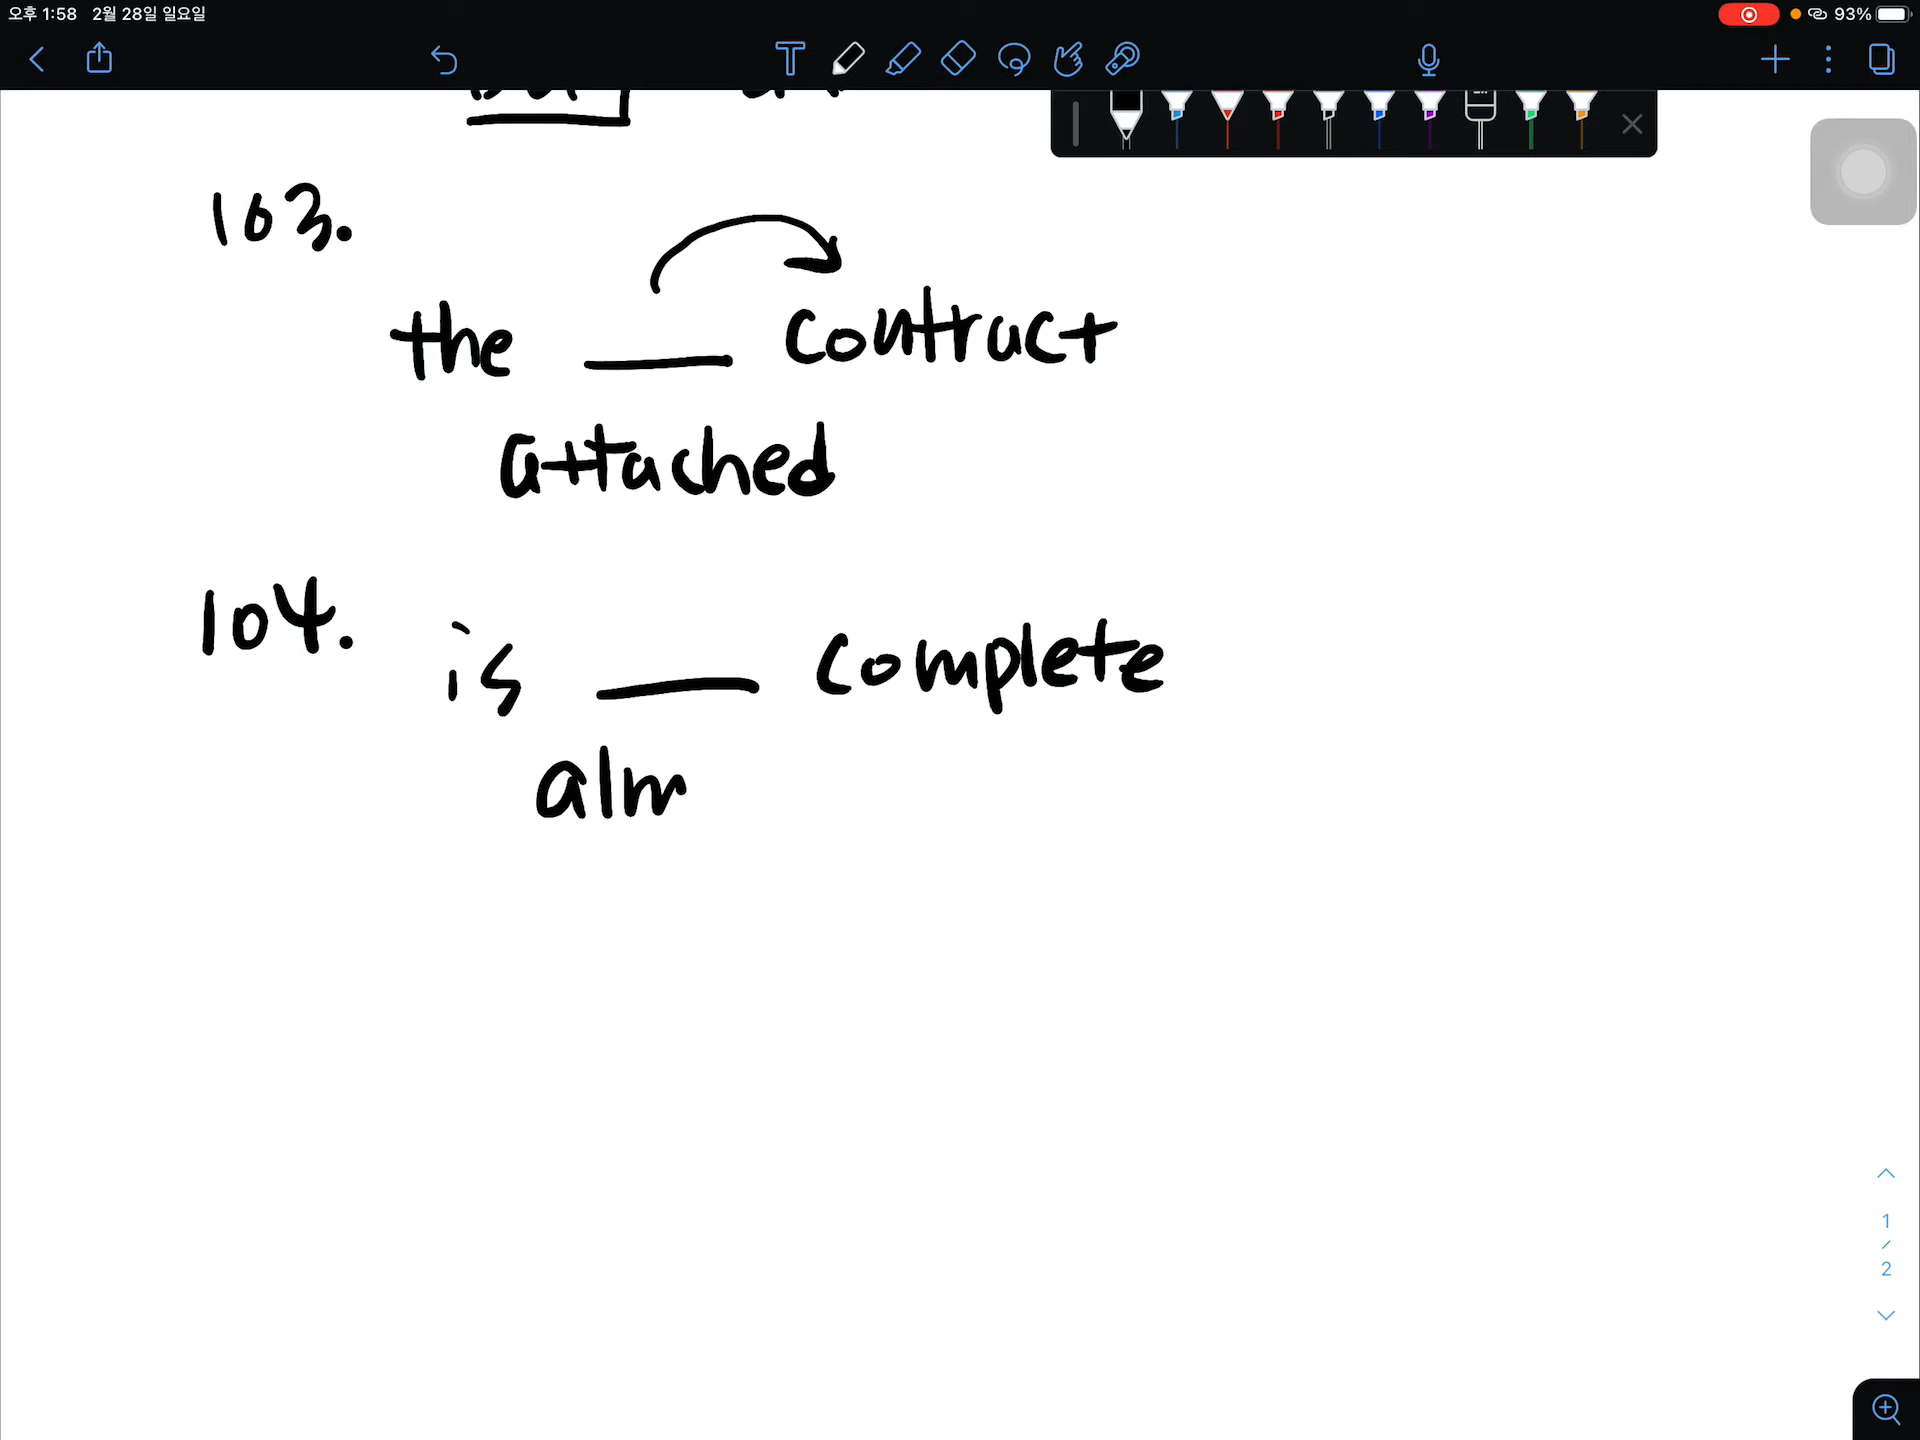 오후 1:58 2월 28일 일요일
93%
103.
the ___ contract
attached
104. is ___ complete
alm
1
/
2